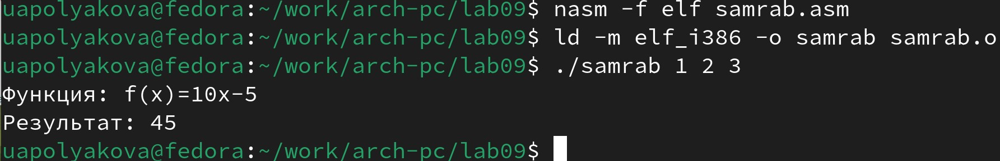 uapolyakova@fedora:~/work/arch-pc/lab09$ nasm -f elf samrab.asm
uapolyakova@fedora:~/work/arch-pc/lab09$ ld -m elf_i386 -o samrab samrab.o
uapolyakova@fedora:~/work/arch-pc/lab09$ ./samrab 1 2 3
Функция: f(x)=10x-5
Результат: 45
uapolyakova@fedora:~/work/arch-pc/lab09$